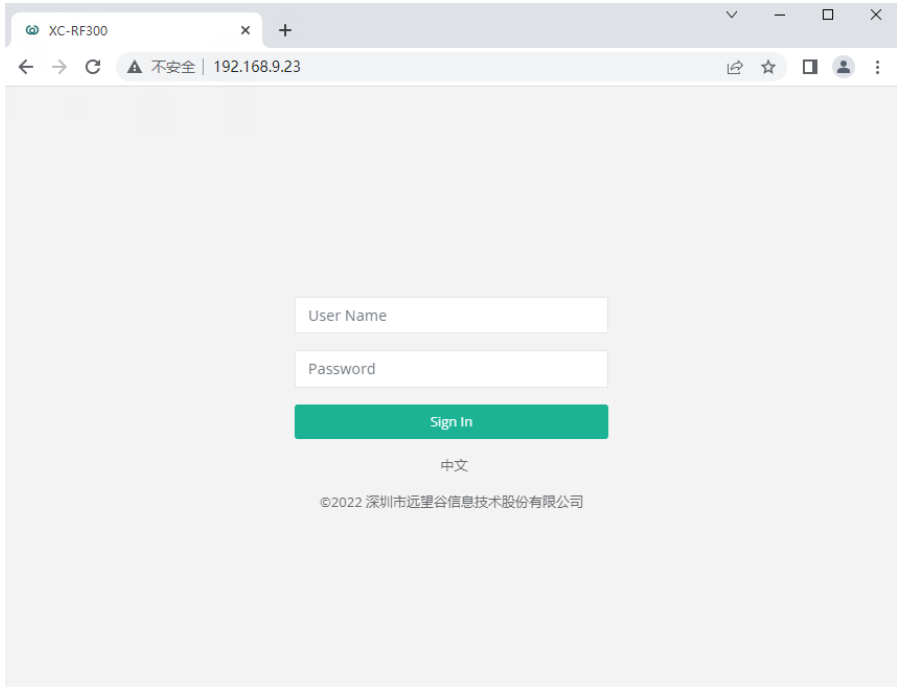 XC-RF300
不安全 192.168.9.23
User Name
Password
Sign In
中文
©2022 深圳市远望谷信息技术股份有限公司